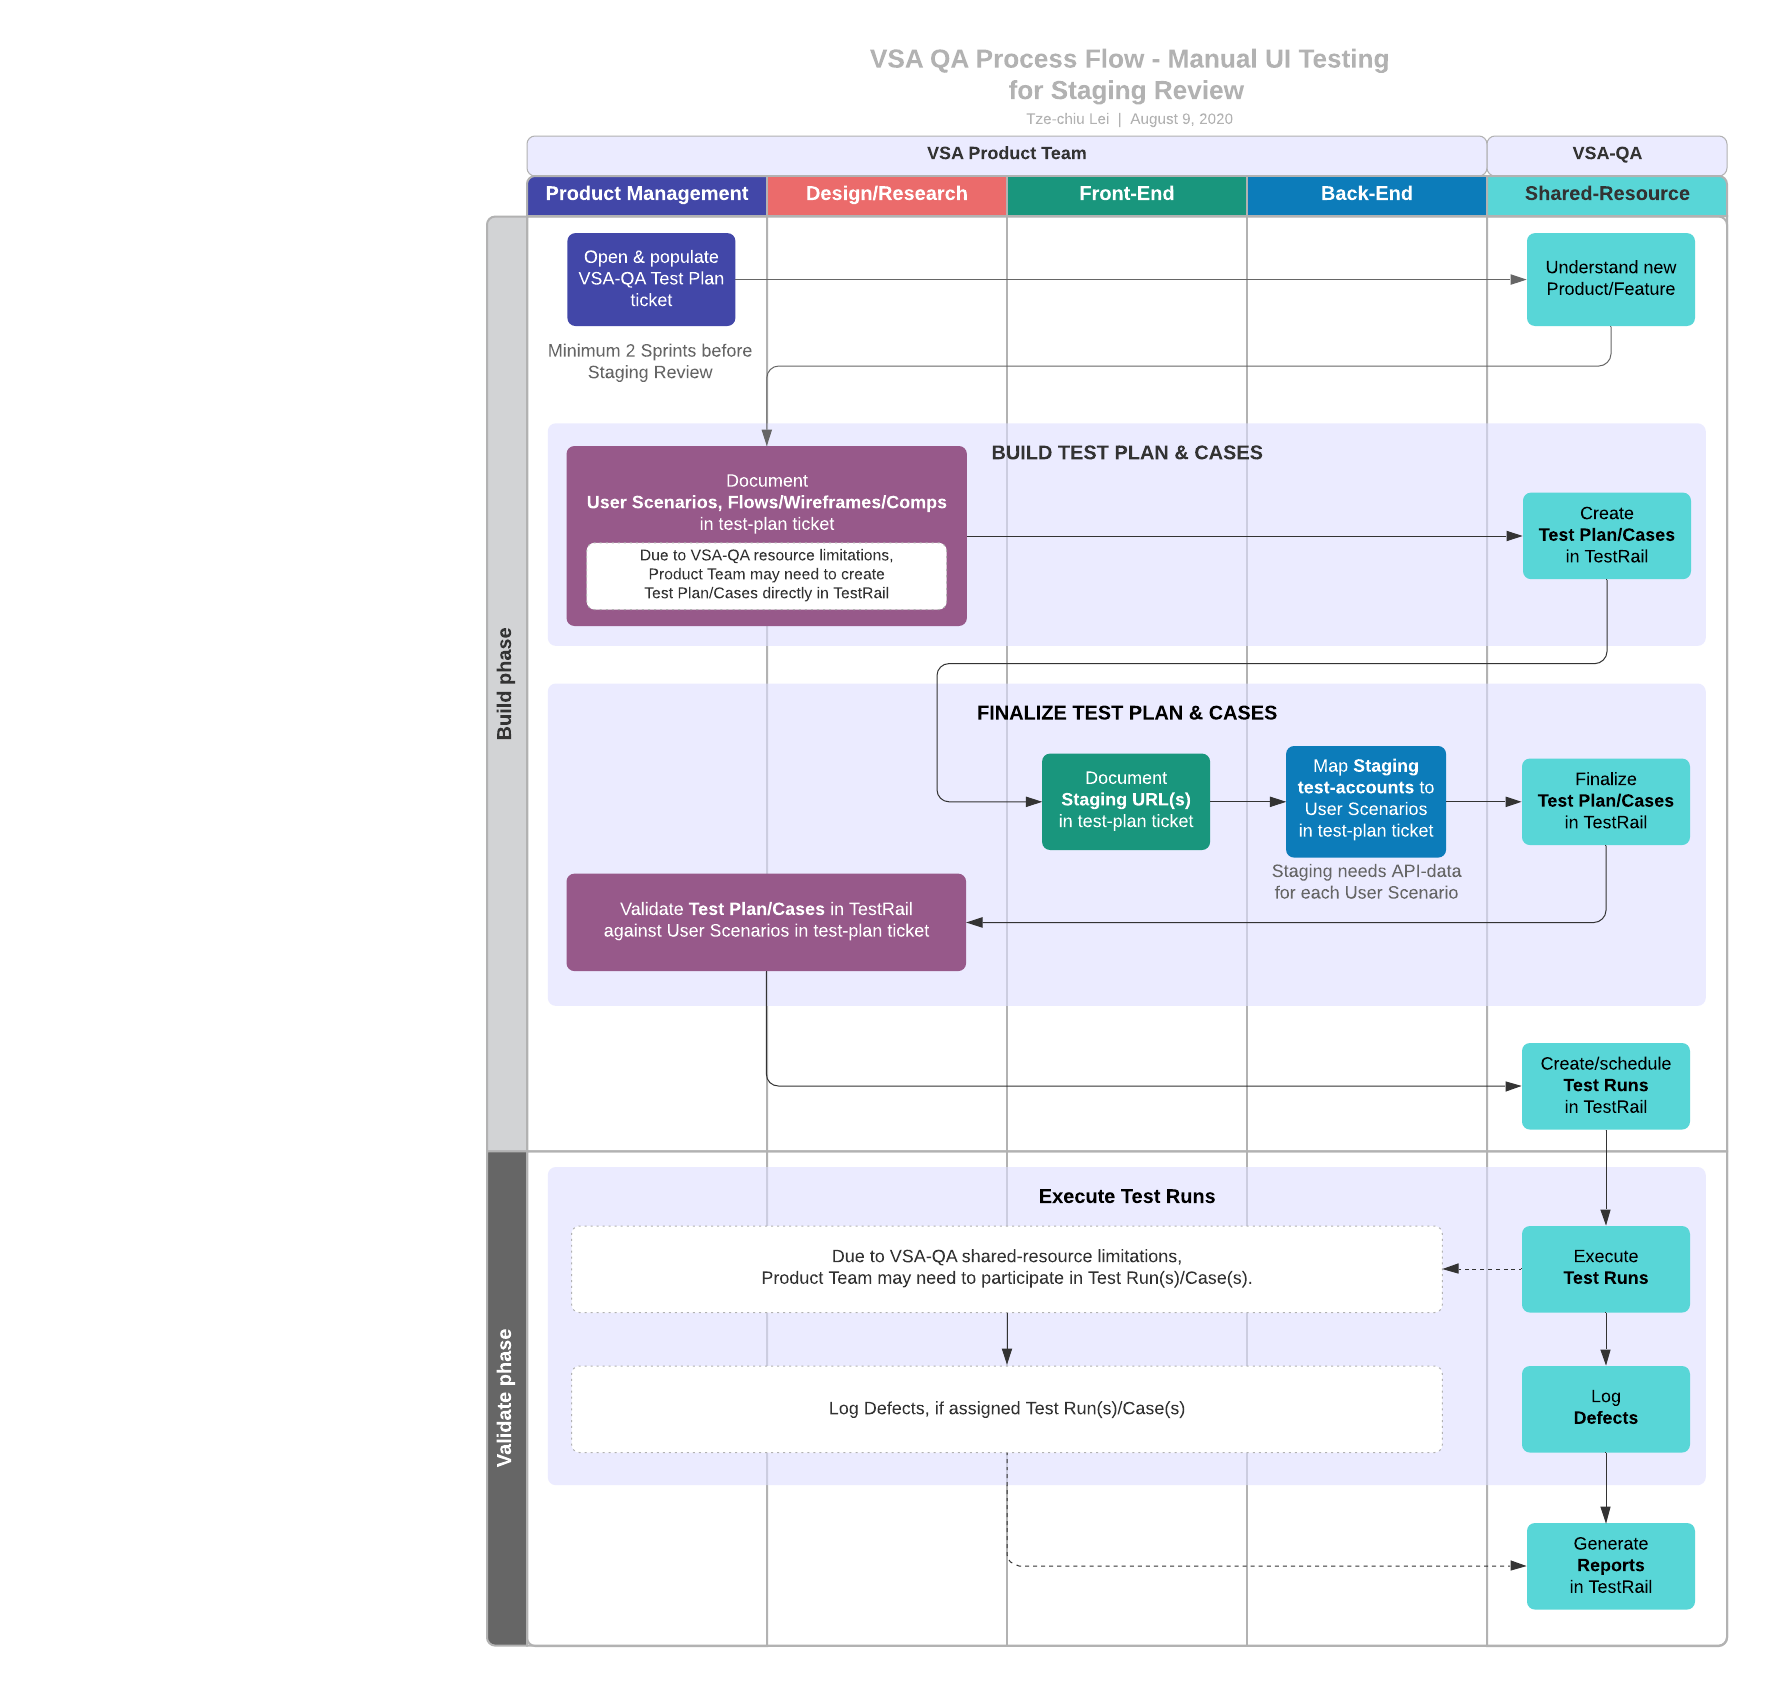 VSA QA Process Flow - Manual UI Testing
for Staging Review
Tze-chiu Lei | August 9, 2020
VSA Product Team
VSA-QA
Product Management
Design/Research
Front-End
Back-End
Shared-Resource
Build phase
Open & populate
VSA-QA Test Plan
ticket
Understand new
Product/Feature
Minimum 2 Sprints before
Staging Review
BUILD TEST PLAN & CASES
Document
User Scenarios, Flows/Wireframes/Comps
in test-plan ticket
Due to VSA-QA resource limitations,
Product Team may need to create
Test Plan/Cases directly in TestRail
Create
Test Plan/Cases
in TestRail
FINALIZE TEST PLAN & CASES
Document
Staging URL(s)
in test-plan ticket
Map Staging
test-accounts to
User Scenarios
in test-plan ticket
Staging needs API-data
for each User Scenario
Finalize
Test Plan/Cases
in TestRail
Validate Test Plan/Cases in TestRail
against User Scenarios in test-plan ticket
Create/schedule
Test Runs
in TestRail
Validate phase
Execute Test Runs
Due to VSA-QA shared-resource limitations,
Product Team may need to participate in Test Run(s)/Case(s).
Execute
Test Runs
Log Defects, if assigned Test Run(s)/Case(s)
Log
Defects
Generate
Reports
in TestRail